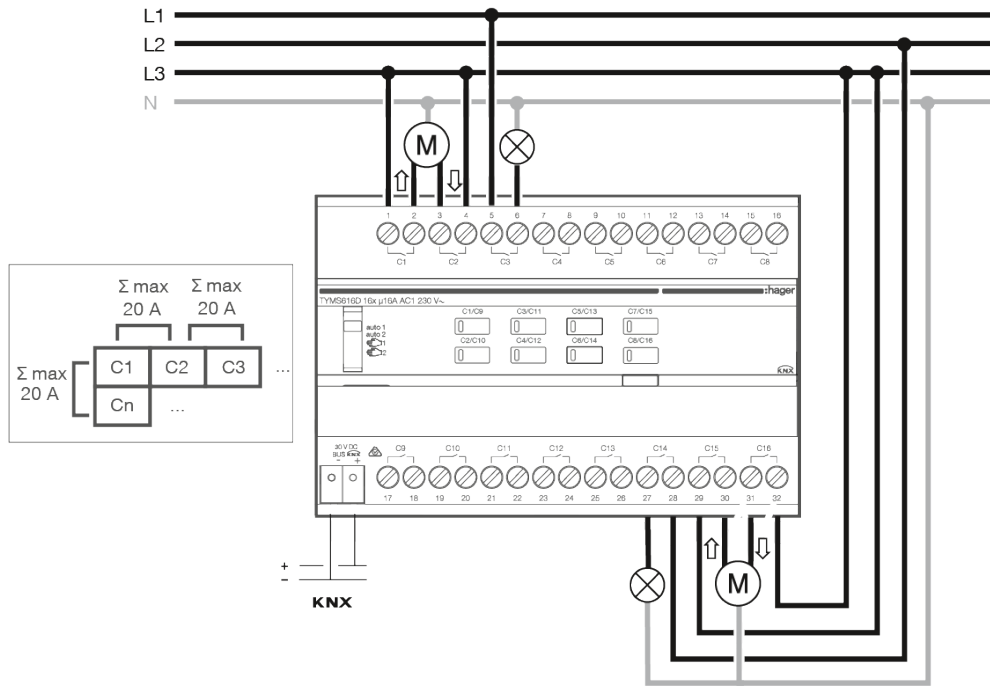 L1
L2
L3
N
M
1 2 3 4 5 6 7 8 9 10 11 12 13 14 15 16
C1 C2 C3 C4 C5 C6 C7 C8
:hager
TYMS616D 16x µ16A AC1 230 V~
auto 1
auto 2
1
2
C1/C9 C3/C11 C5/C13 C7/C15
C2/C10 C4/C12 C6/C14 C8/C16
KNX
Σ max
20 A
Σ max
20 A
Σ max
20 A
C1 C2 C3 ...
Cn ...
30 V DC
BUS KNX
- +
C9 C10 C11 C12 C13 C14 C15 C16
17 18 19 20 21 22 23 24 25 26 27 28 29 30 31 32
M
+
−
KNX